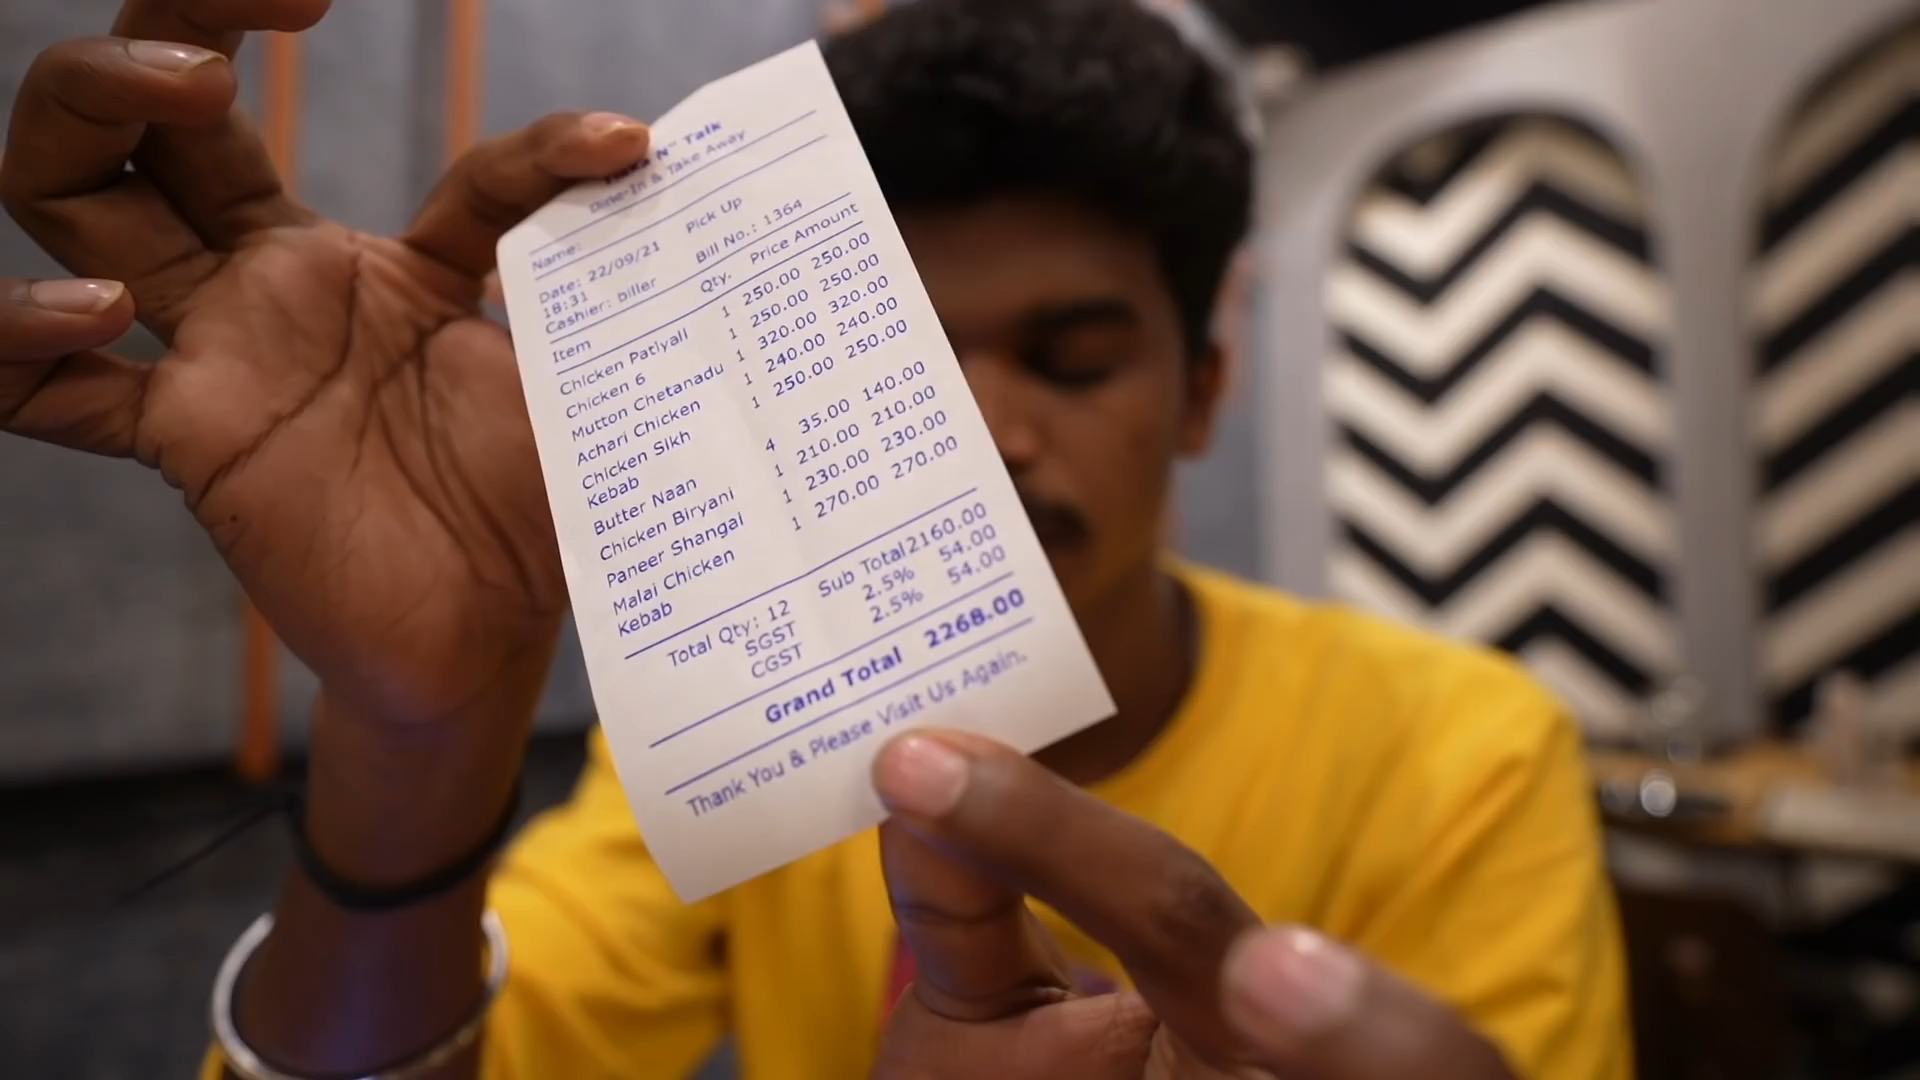 N" Talk
Dine-In & Take Away
Name:
Date: 22/09/21 Pick Up
18:31
Cashier: biller Bill No.: 1364
Item Qty. Price Amount
Chicken Patiyali 1 250.00 250.00
Chicken 6 1 250.00 250.00
Mutton Chetanadu 1 320.00 320.00
Achari Chicken 1 240.00 240.00
Chicken Sikh 1 250.00 250.00
Kebab
Butter Naan 4 35.00 140.00
Chicken Biryani 1 210.00 210.00
Paneer Shangai 1 230.00 230.00
Malai Chicken 1 270.00 270.00
Kebab
Total Qty: 12 Sub Total 2160.00
SGST 2.5% 54.00
CGST 2.5% 54.00
Grand Total 2268.00
Thank You & Please Visit Us Again.